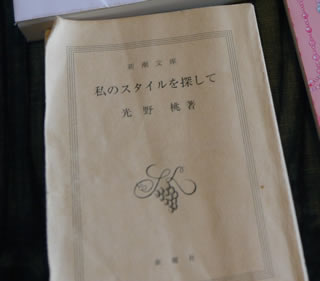 新潮文庫
私のスタイルを探して
光野 桃著
新潮社